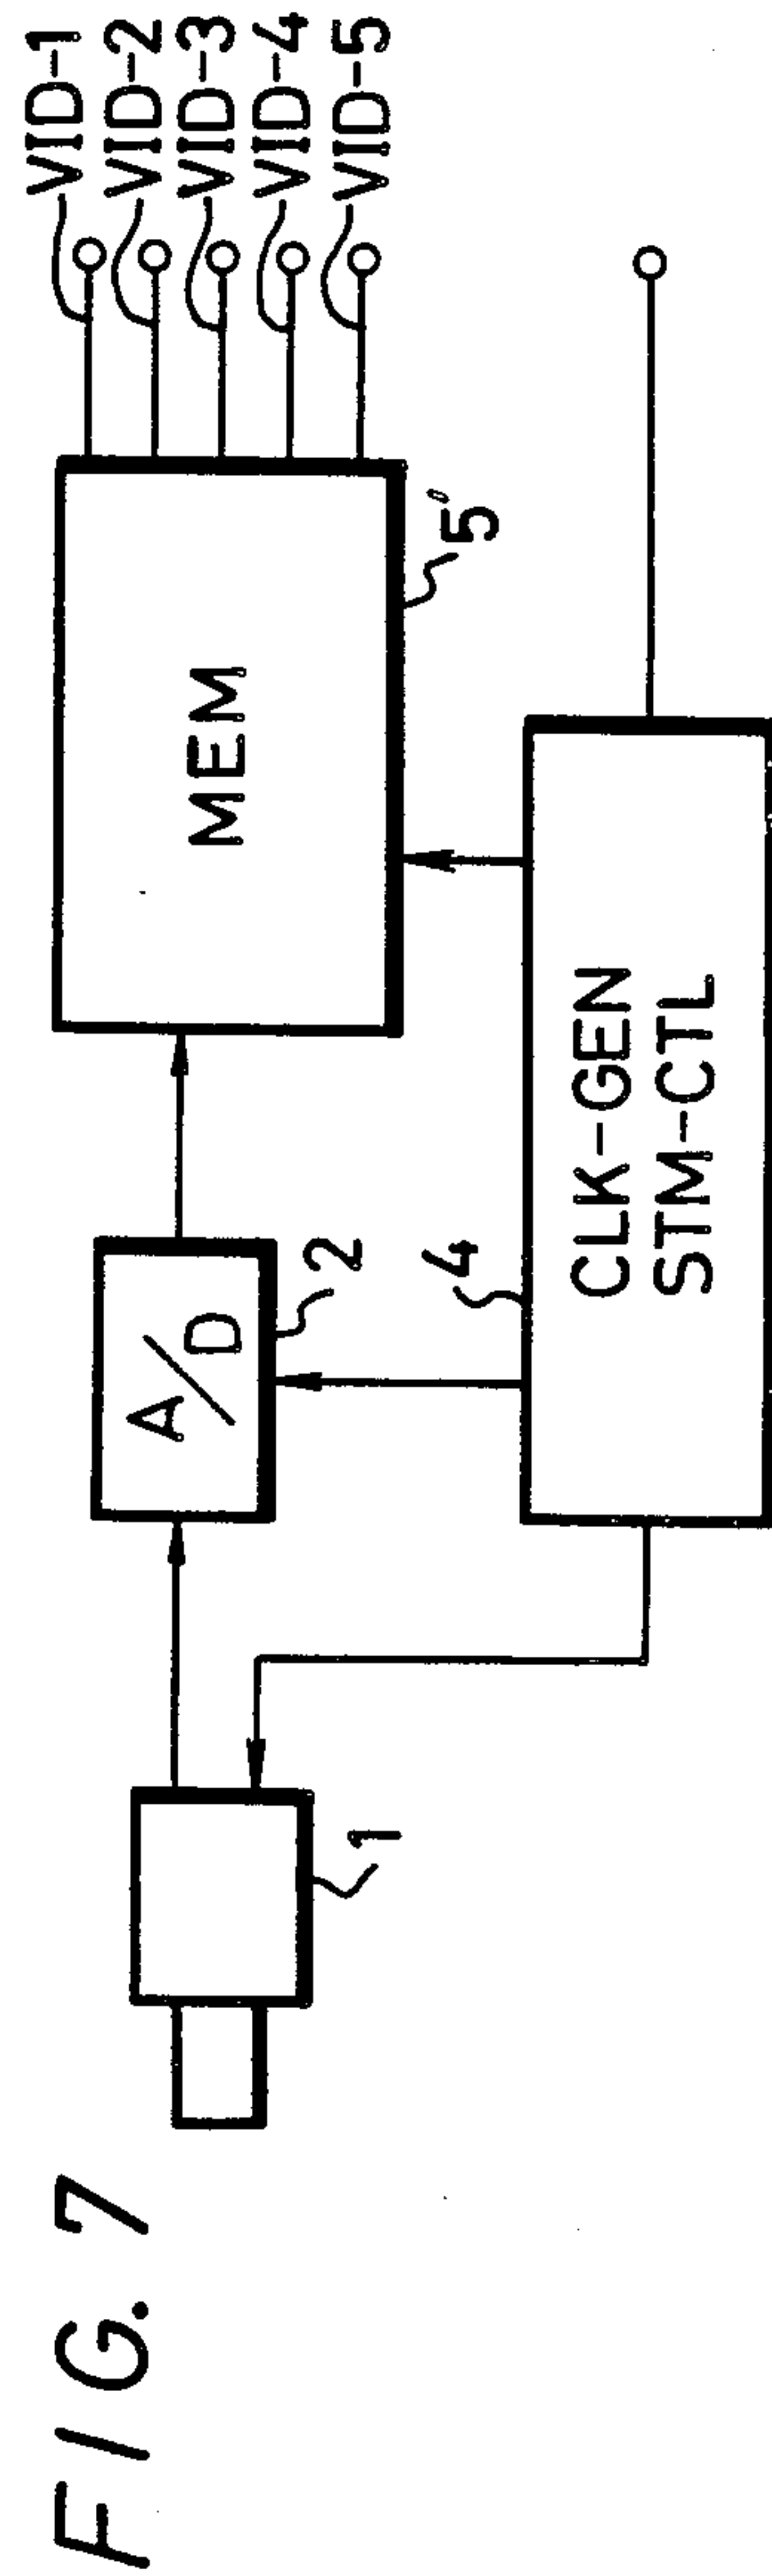 VID-1
VID-2
VID-3
VID-4
VID-5
MEM
5'
A/D
2
4
CLK-GEN
STM-CTL
1
FIG. 7